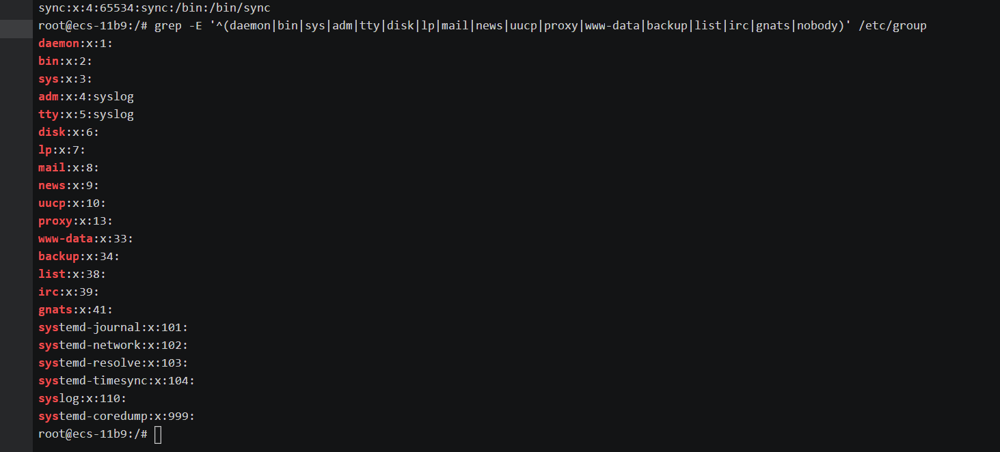 sync:x:4:65534:sync:/bin:/bin/sync
root@ecs-11b9:/# grep -E '^(daemon|bin|sys|adm|tty|disk|lp|mail|news|uucp|proxy|www-data|backup|list|irc|gnats|nobody)' /etc/group
daemon:x:1:
bin:x:2:
sys:x:3:
adm:x:4:syslog
tty:x:5:syslog
disk:x:6:
lp:x:7:
mail:x:8:
news:x:9:
uucp:x:10:
proxy:x:13:
www-data:x:33:
backup:x:34:
list:x:38:
irc:x:39:
gnats:x:41:
systemd-journal:x:101:
systemd-network:x:102:
systemd-resolve:x:103:
systemd-timesync:x:104:
syslog:x:110:
systemd-coredump:x:999:
root@ecs-11b9:/#